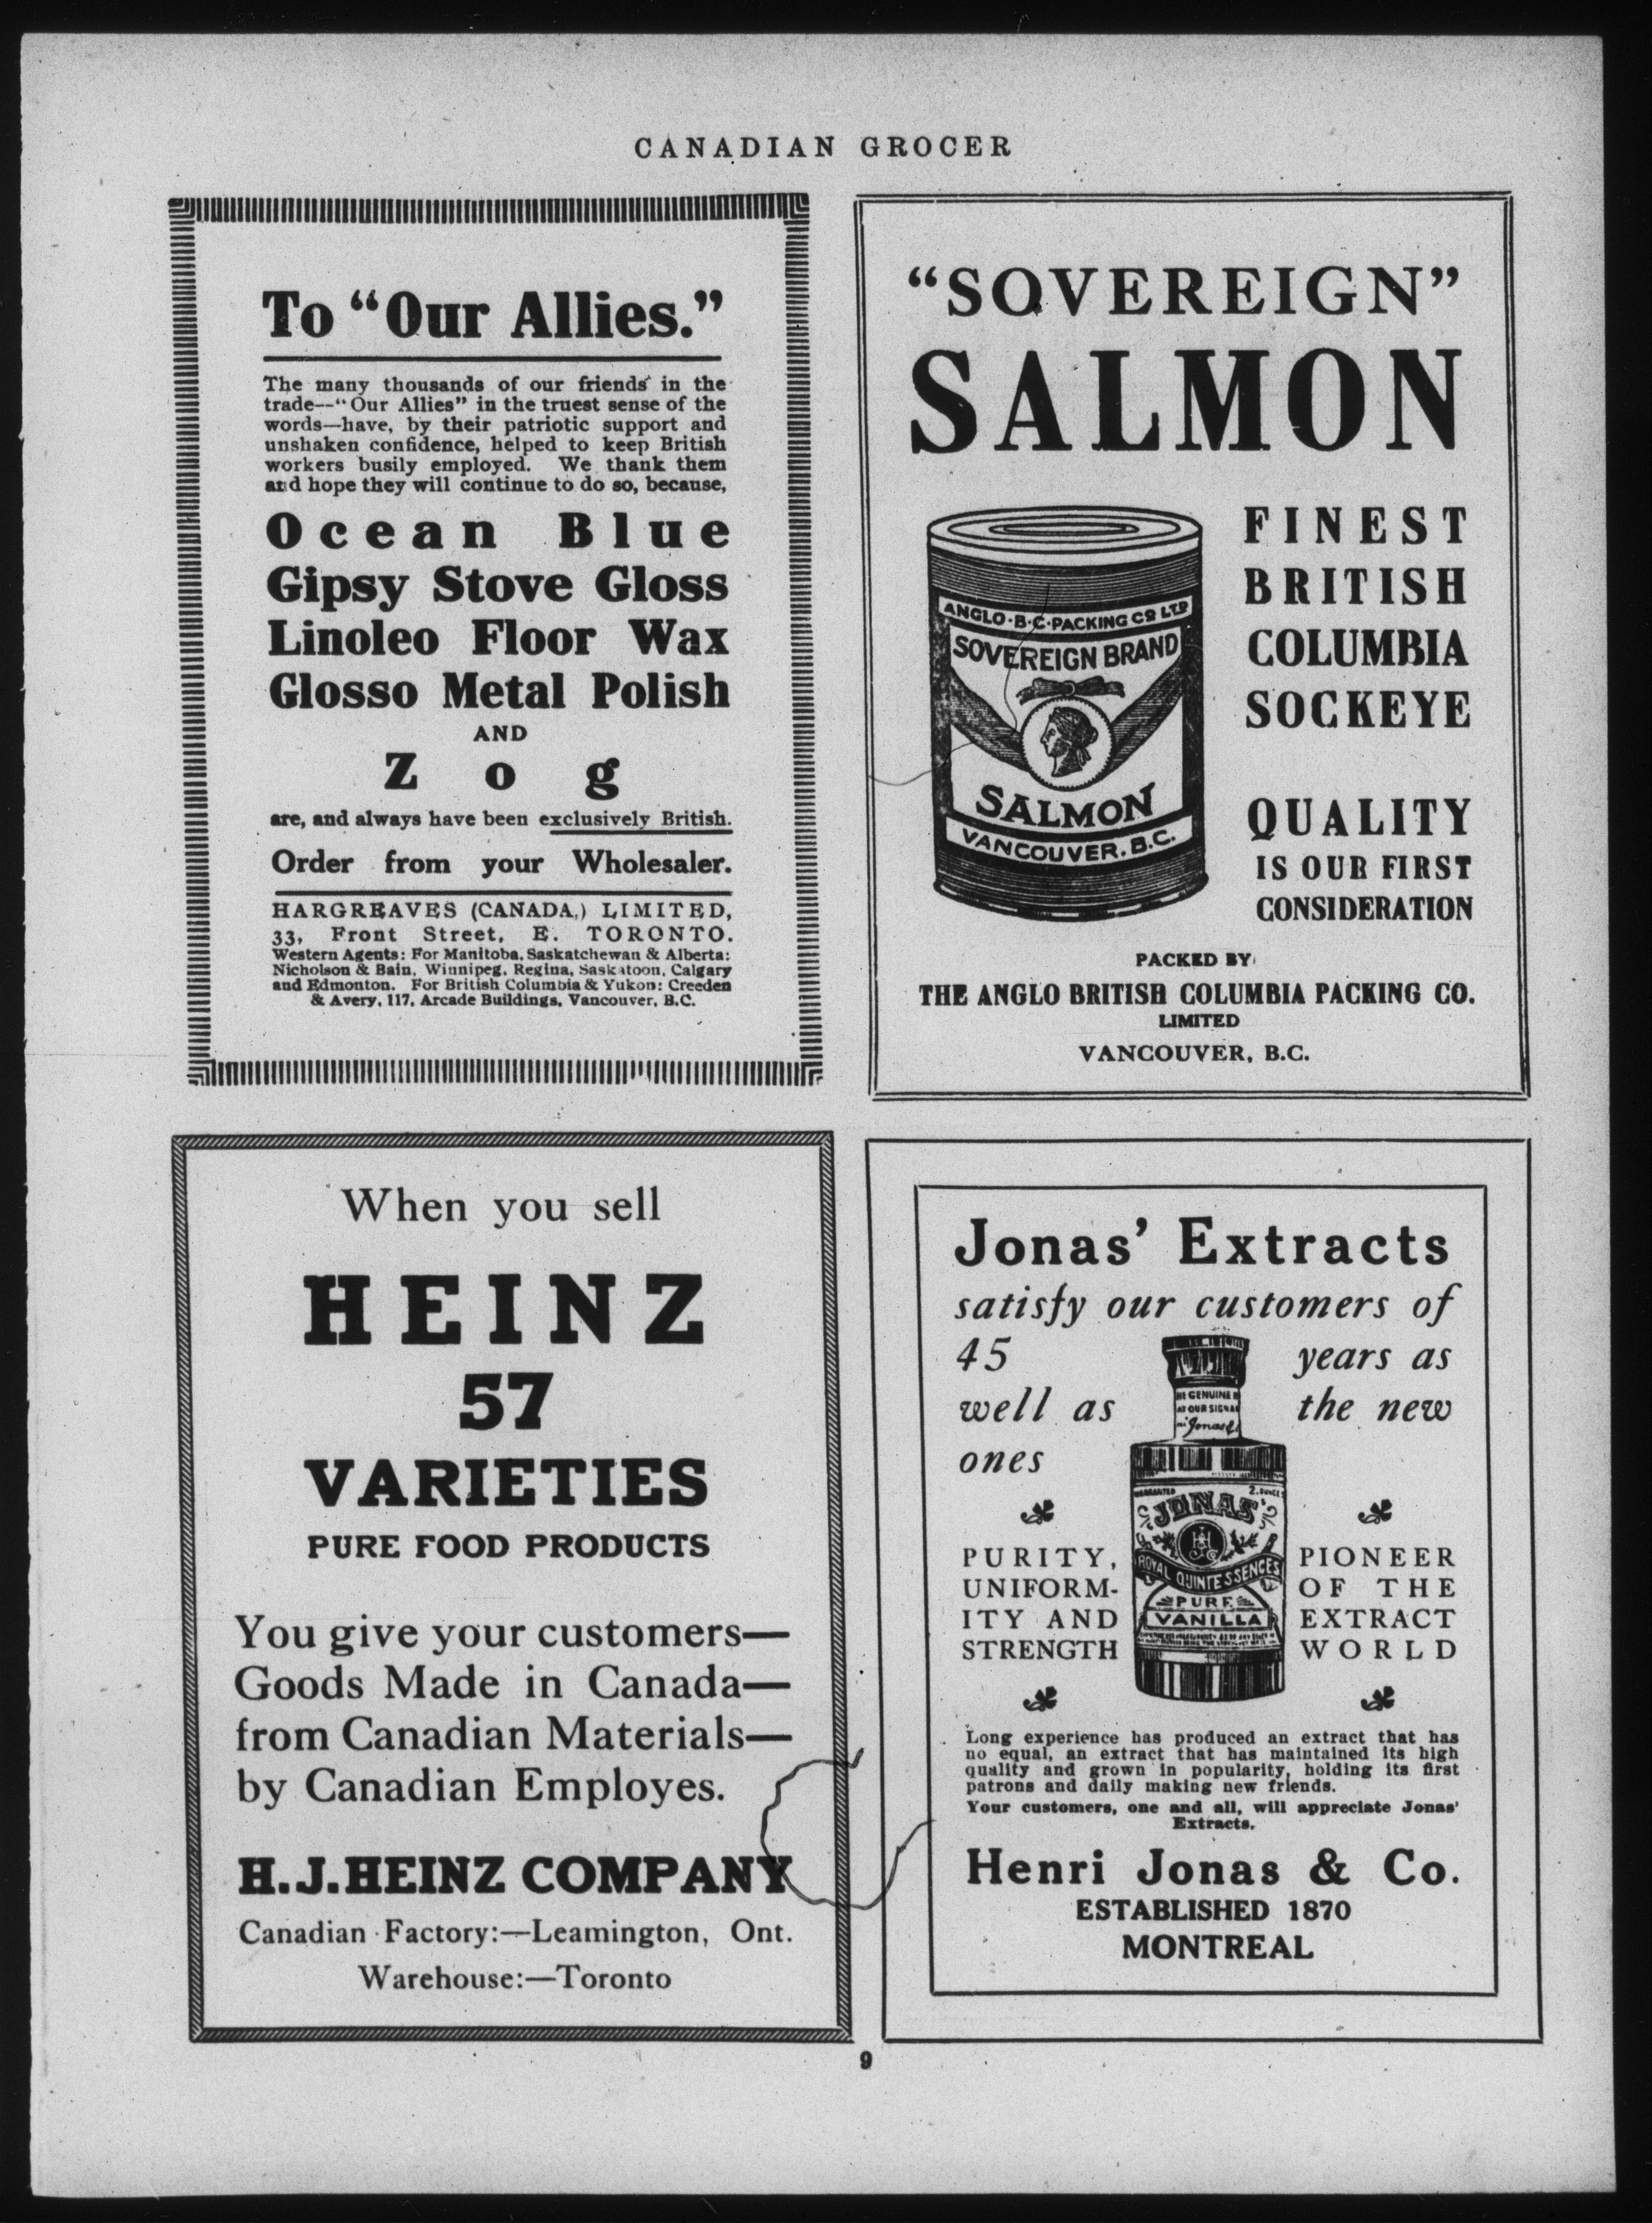 CANADIAN GROCER
To "Our Allies."
The many thousands of our friends in the
trade--"Our Allies" in the truest sense of the
words—have, by their patriotic support and
unshaken confidence, helped to keep British
workers busily employed. We thank them
and hope they will continue to do so, because,
Ocean Blue
Gipsy Stove Gloss
Linoleo Floor Wax
Glosso Metal Polish
AND
Zog
are, and always have been exclusively British.
Order from your Wholesaler.
HARGREAVES (CANADA,) LIMITED,
33, Front Street, E. TORONTO.
Western Agents: For Manitoba, Saskatchewan & Alberta:
Nicholson & Bain, Winnipeg, Regina, Saskatoon, Calgary
and Edmonton. For British Columbia & Yukon: Creeden
& Avery, 117, Arcade Buildings, Vancouver, B.C.
"SOVEREIGN"
SALMON
ANGLO·B·C·PACKING CO LTD
SOVEREIGN BRAND
SALMON
VANCOUVER, B.C.
FINEST
BRITISH
COLUMBIA
SOCKEYE
QUALITY
IS OUR FIRST
CONSIDERATION
PACKED BY
THE ANGLO BRITISH COLUMBIA PACKING CO.
LIMITED
VANCOUVER, B.C.
When you sell
HEINZ
57
VARIETIES
PURE FOOD PRODUCTS
You give your customers—
Goods Made in Canada—
from Canadian Materials—
by Canadian Employes.
H.J.HEINZ COMPANY
Canadian Factory:—Leamington, Ont.
Warehouse:—Toronto
Jonas' Extracts
satisfy our customers of
45 years as
well as the new
ones
GENUINE
OUR
Jonas &
WARRANTED 2. OUNCES
JONAS'
ROYAL QUINTESSENCES
PURE
VANILLA
PURITY,
UNIFORM-
ITY AND
STRENGTH
PIONEER
OF THE
EXTRACT
WORLD
Long experience has produced an extract that has
no equal, an extract that has maintained its high
quality and grown in popularity, holding its first
patrons and daily making new friends.
Your customers, one and all, will appreciate Jonas'
Extracts.
Henri Jonas & Co.
ESTABLISHED 1870
MONTREAL
9